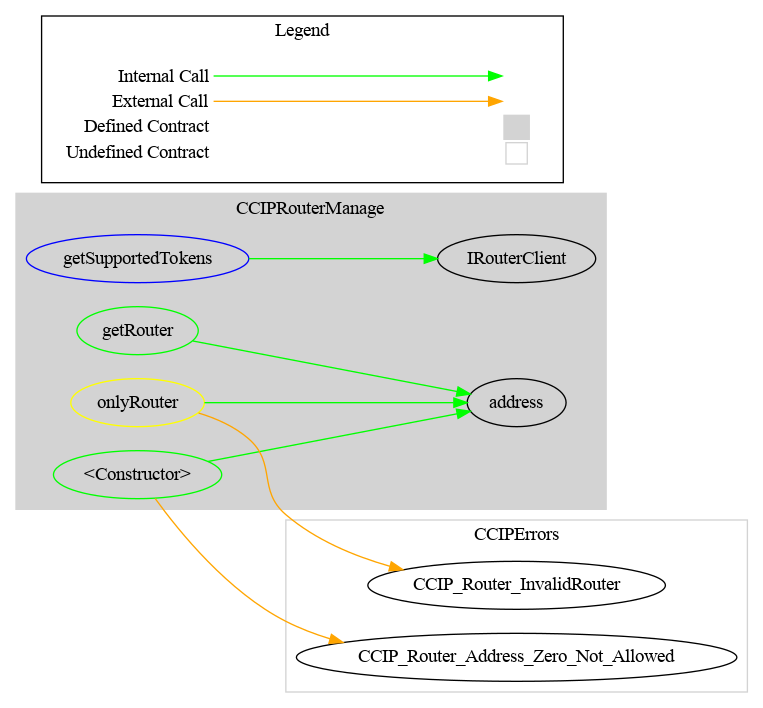 Legend
Internal Call
External Call
Defined Contract
Undefined Contract
CCIPRouterManage
getSupportedTokens
IRouterClient
getRouter
onlyRouter
address
<Constructor>
CCIPErrors
CCIP_Router_InvalidRouter
CCIP_Router_Address_Zero_Not_Allowed